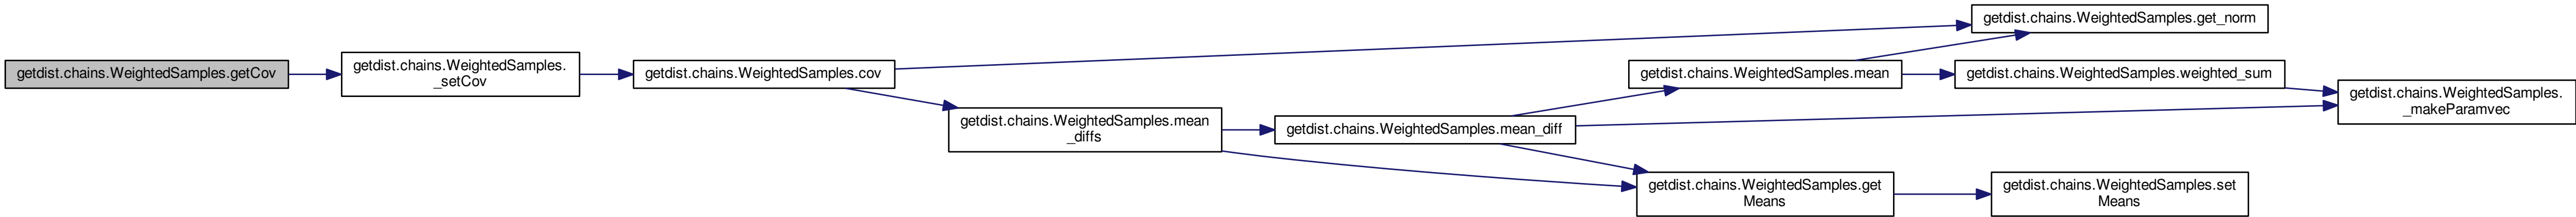 getdist.chains.WeightedSamples.getCov
getdist.chains.WeightedSamples.
_setCov
getdist.chains.WeightedSamples.cov
getdist.chains.WeightedSamples.mean
_diffs
getdist.chains.WeightedSamples.mean_diff
getdist.chains.WeightedSamples.mean
getdist.chains.WeightedSamples.get
Means
getdist.chains.WeightedSamples.get_norm
getdist.chains.WeightedSamples.weighted_sum
getdist.chains.WeightedSamples.set
Means
getdist.chains.WeightedSamples.
_makeParamvec